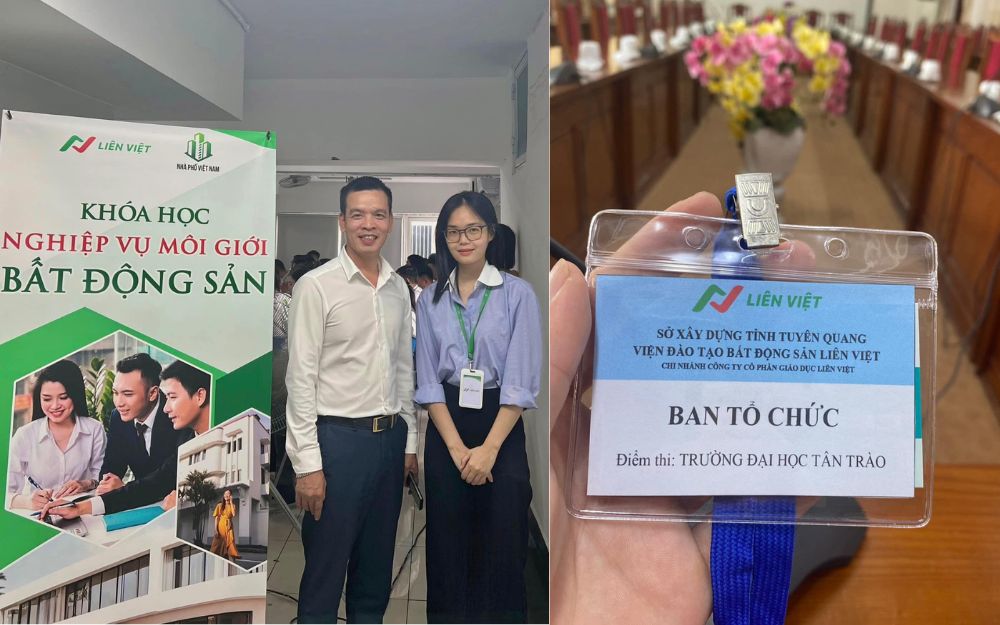 LIÊN VIỆT
NHÀ PHỐ VIỆT NAM
KHÓA HỌC
NGHIỆP VỤ MÔI GIỚI
BẤT ĐỘNG SẢN
LIÊN VIỆT
SỞ XÂY DỰNG TỈNH TUYÊN QUANG
VIỆN ĐÀO TẠO BẤT ĐỘNG SẢN LIÊN VIỆT
CHI NHÁNH CÔNG TY CỔ PHẦN GIÁO DỤC LIÊN VIỆT
BAN TỔ CHỨC
Điểm thi: TRƯỜNG ĐẠI HỌC TÂN TRÀO